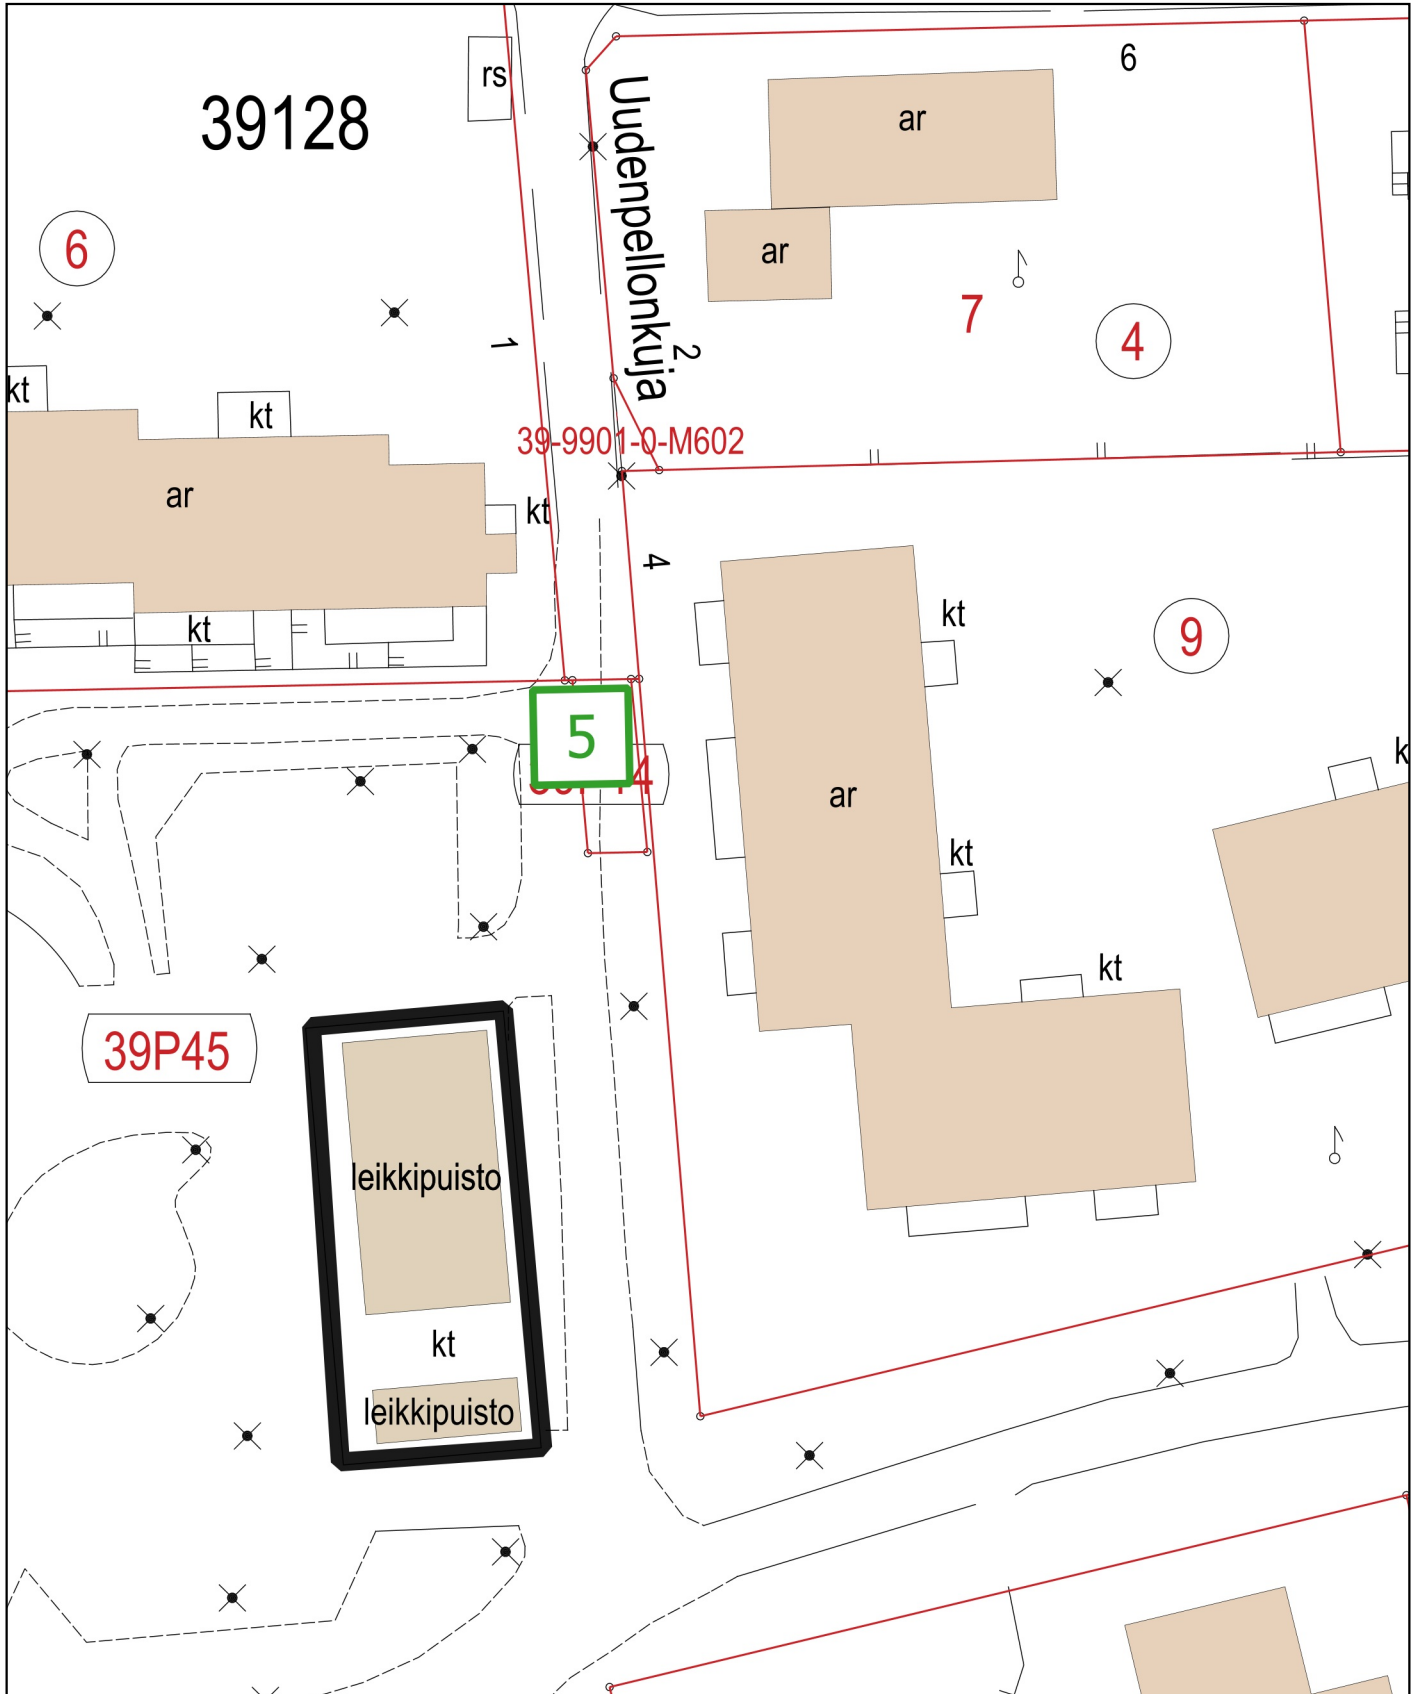 6
rs
39128
ar
Uudenpellonkuja
6
ar
7
4
1
2
kt
kt
39-9901-0-M602
ar
kt
4
kt
kt
9
5
ar
kt
kt
39P45
leikkipuisto
kt
leikkipuisto